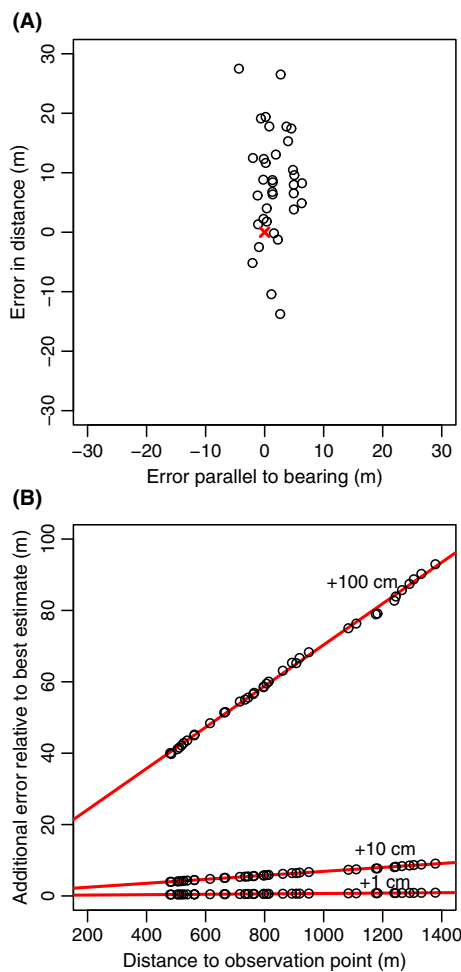 (A)
Error in distance (m)
30
20
10
0
−10
−20
−30
−30 −20 −10 0 10 20 30
Error parallel to bearing (m)
(B)
Additional error relative to best estimate (m)
100
80
60
40
20
0
+100 cm
+10 cm
+1 cm
200 400 600 800 1000 1200 1400
Distance to observation point (m)